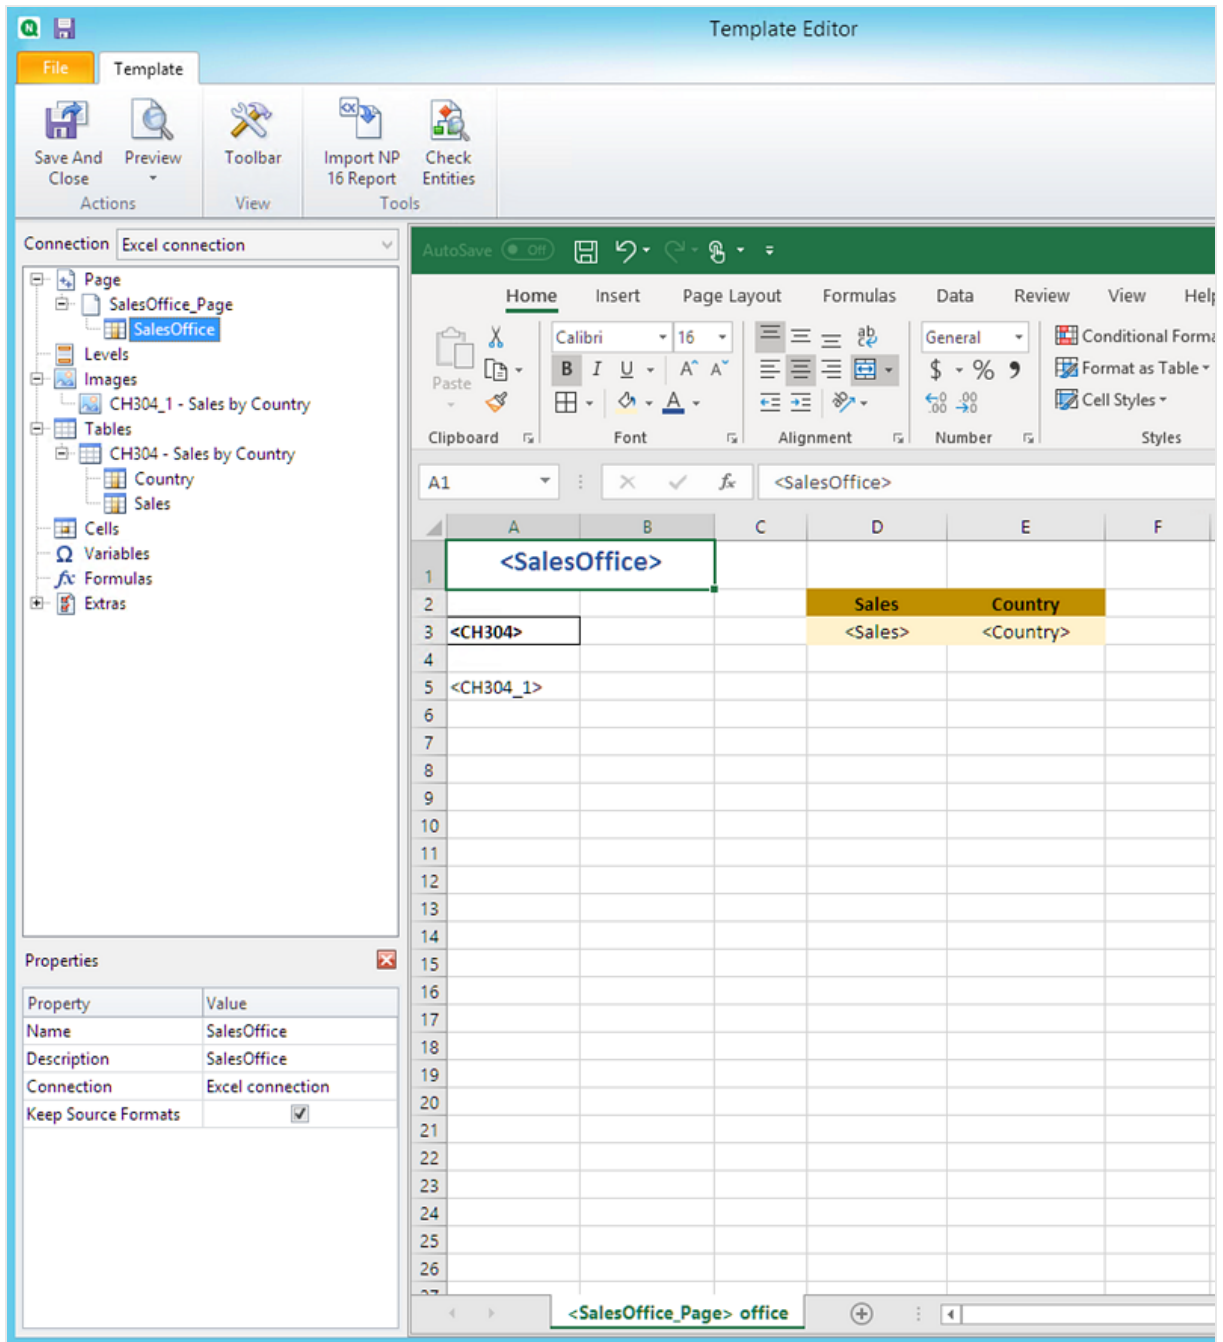 Template Editor
File Template
Save And Close Preview Toolbar Import NP 16 Report Check Entities
Actions View Tools
Connection Excel connection
Page
SalesOffice_Page
SalesOffice
Levels
Images
CH304_1 - Sales by Country
Tables
CH304 - Sales by Country
Country
Sales
Cells
Variables
Formulas
Extras
Properties
Property Value
Name SalesOffice
Description SalesOffice
Connection Excel connection
Keep Source Formats
AutoSave Off
Home Insert Page Layout Formulas Data Review View Help
Paste Calibri 16 B I U A A A ab General $ % Conditional Forma
Format as Table
Cell Styles
Clipboard Font Alignment Number Styles
A1 fx <SalesOffice>
A B C D E F
1 <SalesOffice>
2 Sales Country
3 <CH304> <Sales> <Country>
4
5 <CH304_1>
6
7
8
9
10
11
12
13
14
15
16
17
18
19
20
21
22
23
24
25
26
27
<SalesOffice_Page> office